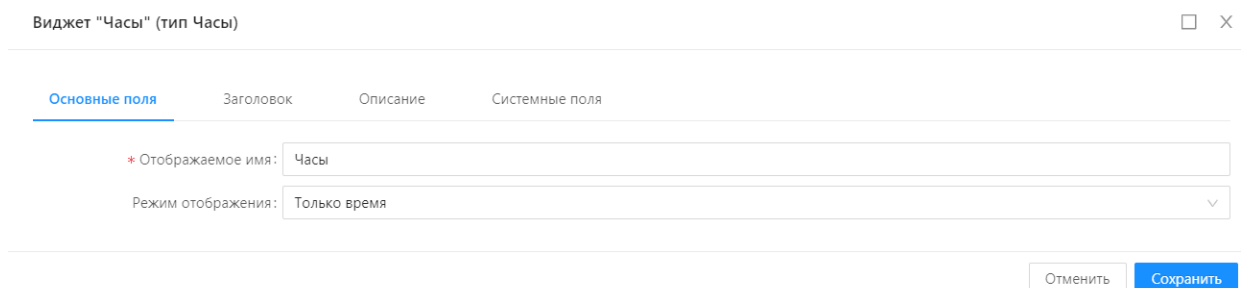 Виджет "Часы" (тип Часы)
Основные поля Заголовок Описание Системные поля
* Отображаемое имя: Часы
Режим отображения: Только время
Отменить Сохранить